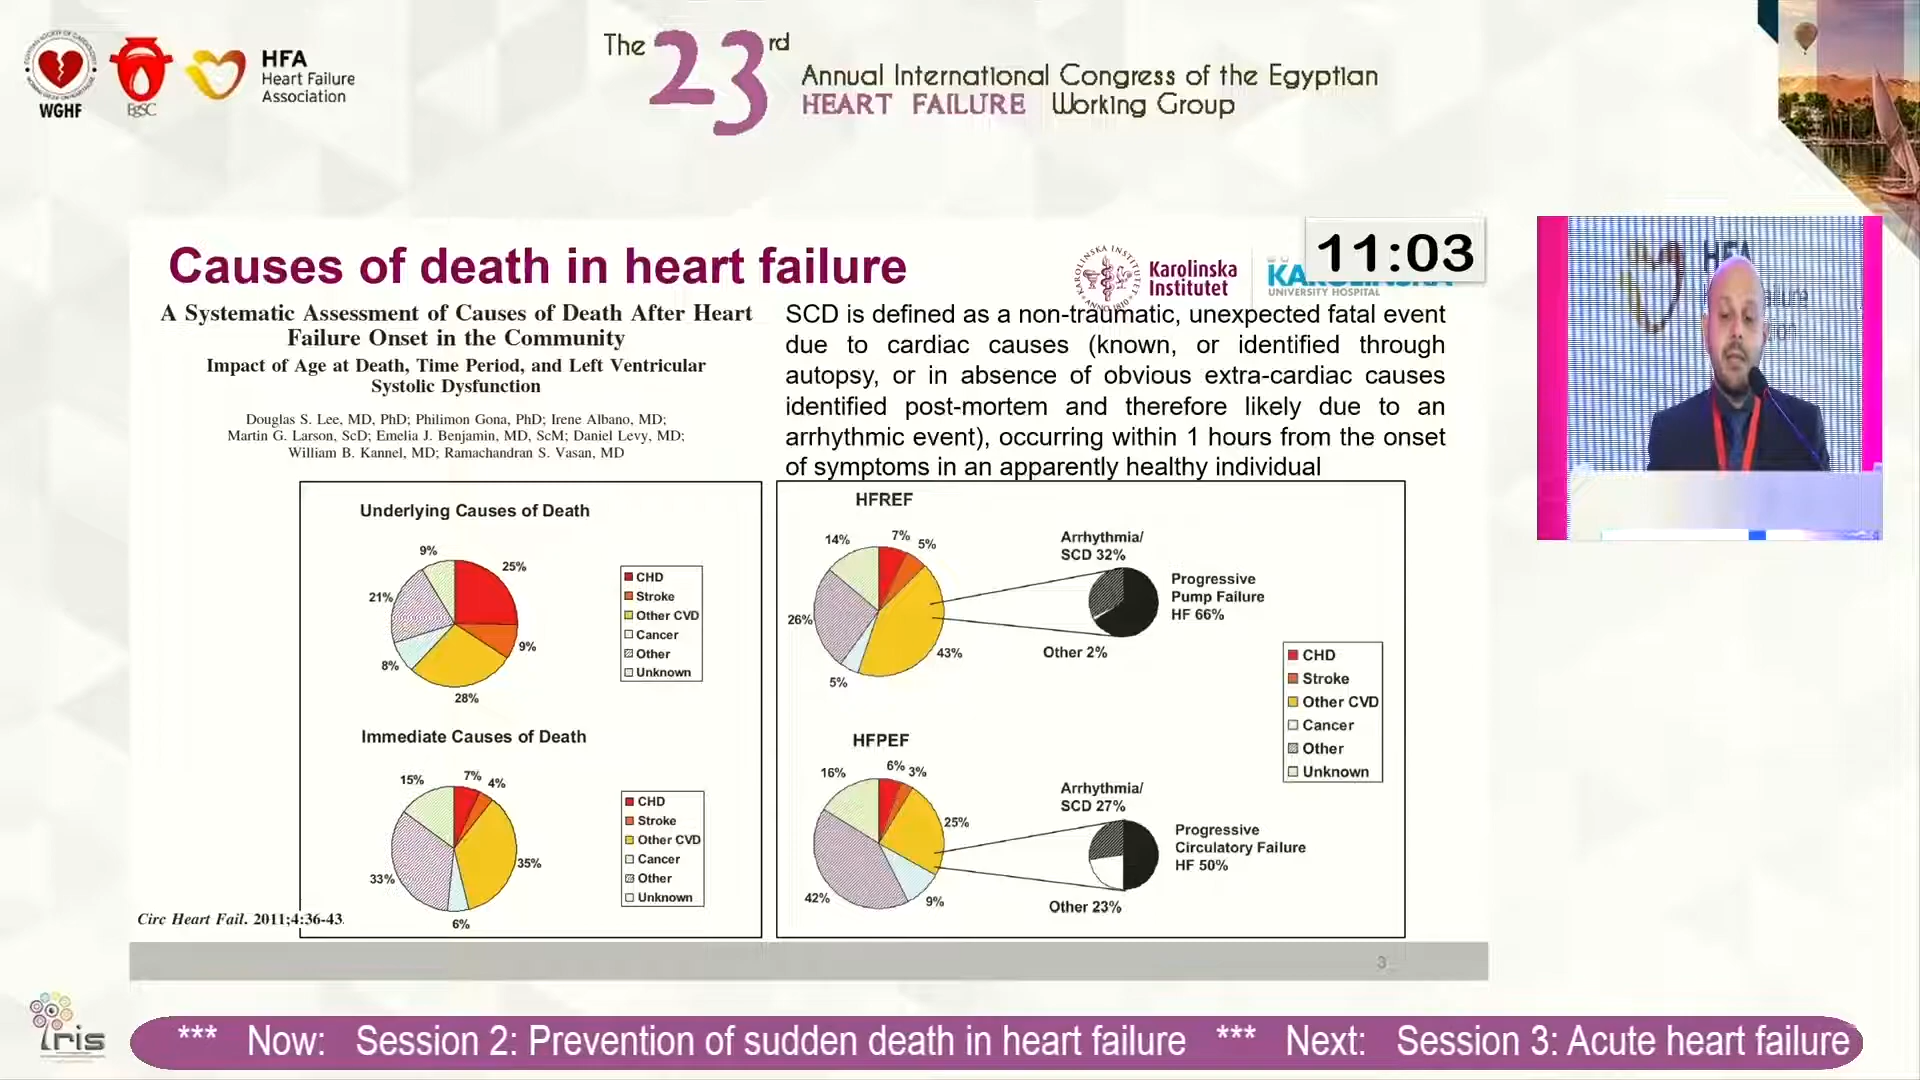 WGHF
EgSC
HFA
Heart Failure
Association
The 23rd
Annual International Congress of the Egyptian
HEART FAILURE Working Group
Causes of death in heart failure
Karolinska
Institutet
UNIVERSITY HOSPITAL
11:03
A Systematic Assessment of Causes of Death After Heart
Failure Onset in the Community
Impact of Age at Death, Time Period, and Left Ventricular
Systolic Dysfunction
Douglas S. Lee, MD, PhD; Philimon Gona, PhD; Irene Albano, MD;
Martin G. Larson, ScD; Emelia J. Benjamin, MD, ScM; Daniel Levy, MD;
William B. Kannel, MD; Ramachandran S. Vasan, MD
SCD is defined as a non-traumatic, unexpected fatal event
due to cardiac causes (known, or identified through
autopsy, or in absence of obvious extra-cardiac causes
identified post-mortem and therefore likely due to an
arrhythmic event), occurring within 1 hours from the onset
of symptoms in an apparently healthy individual
Underlying Causes of Death
9%
25%
21%
9%
8%
28%
CHD
Stroke
Other CVD
Cancer
Other
Unknown
Immediate Causes of Death
15%
7%
4%
35%
33%
6%
CHD
Stroke
Other CVD
Cancer
Other
Unknown
Circ Heart Fail. 2011;4:36-43.
HFREF
14%
7%
5%
26%
43%
5%
Arrhythmia/
SCD 32%
Progressive
Pump Failure
HF 66%
Other 2%
CHD
Stroke
Other CVD
Cancer
Other
Unknown
HFPEF
16%
6%
3%
25%
42%
9%
Arrhythmia/
SCD 27%
Progressive
Circulatory Failure
HF 50%
Other 23%
3
HFA
iris
*** Now: Session 2: Prevention of sudden death in heart failure *** Next: Session 3: Acute heart failure